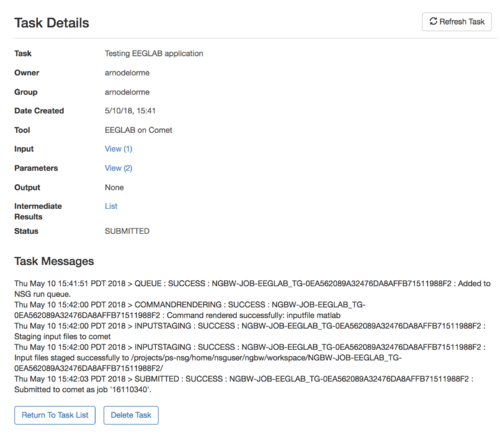 Task Details
Refresh Task
Task Testing EEGLAB application
Owner arnodelorme
Group arnodelorme
Date Created 5/10/18, 15:41
Tool EEGLAB on Comet
Input View (1)
Parameters View (2)
Output None
Intermediate List
Results
Status SUBMITTED
Task Messages
Thu May 10 15:41:51 PDT 2018 > QUEUE : SUCCESS : NGBW-JOB-EEGLAB_TG-0EA562089A32476DA8AFFB71511988F2 : Added to
NSG run queue.
Thu May 10 15:42:00 PDT 2018 > COMMANDRENDERING : SUCCESS : NGBW-JOB-EEGLAB_TG-
0EA562089A32476DA8AFFB71511988F2 : Command rendered successfully: inputfile matlab
Thu May 10 15:42:00 PDT 2018 > INPUTSTAGING : SUCCESS : NGBW-JOB-EEGLAB_TG-0EA562089A32476DA8AFFB71511988F2 :
Staging input files to comet
Thu May 10 15:42:00 PDT 2018 > INPUTSTAGING : SUCCESS : NGBW-JOB-EEGLAB_TG-0EA562089A32476DA8AFFB71511988F2 :
Input files staged successfully to /projects/ps-nsg/home/nsguser/ngbw/workspace/NGBW-JOB-EEGLAB_TG-
0EA562089A32476DA8AFFB71511988F2/
Thu May 10 15:42:03 PDT 2018 > SUBMITTED : SUCCESS : NGBW-JOB-EEGLAB_TG-0EA562089A32476DA8AFFB71511988F2 :
Submitted to comet as job '16110340'.
Return To Task List
Delete Task